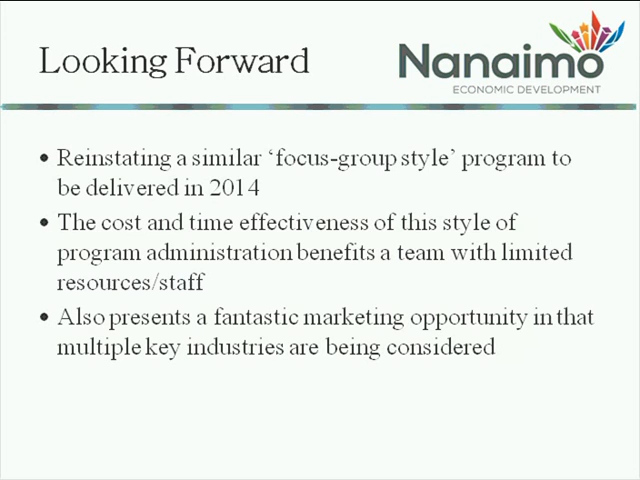 Looking Forward
Nanaimo
ECONOMIC DEVELOPMENT
• Reinstating a similar ‘focus-group style’ program to
be delivered in 2014
• The cost and time effectiveness of this style of
program administration benefits a team with limited
resources/staff
• Also presents a fantastic marketing opportunity in that
multiple key industries are being considered